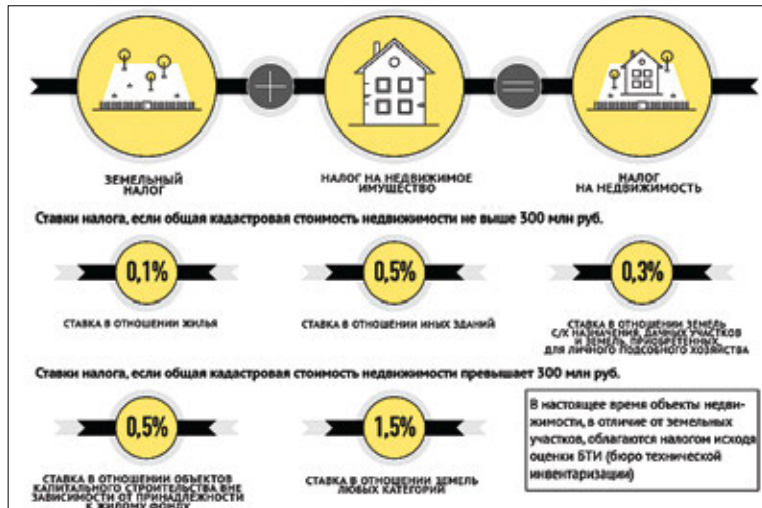 ЗЕМЕЛЬНЫЙ
НАЛОГ
НАЛОГ НА НЕДВИЖИМОЕ
ИМУЩЕСТВО
НАЛОГ
НА НЕДВИЖИМОСТЬ
Ставки налога, если общая кадастровая стоимость недвижимости не выше 300 млн руб.
0,1%
0,5%
0,3%
СТАВКА В ОТНОШЕНИИ ЖИЛЬЯ
СТАВКА В ОТНОШЕНИИ ИНЫХ ЗДАНИЙ
СТАВКА В ОТНОШЕНИИ ЗЕМЕЛЬ
С/Х НАЗНАЧЕНИЯ, ДАЧНЫХ УЧАСТКОВ
И ЗЕМЕЛЬ, ПРИОБРЕТЕННЫХ
ДЛЯ ЛИЧНОГО ПОДСОБНОГО ХОЗЯЙСТВА
Ставки налога, если общая кадастровая стоимость недвижимости превышает 300 млн руб.
0,5%
1,5%
СТАВКА В ОТНОШЕНИИ ОБЪЕКТОВ
КАПИТАЛЬНОГО СТРОИТЕЛЬСТВА ВНЕ
ЗАВИСИМОСТИ ОТ ПРИНАДЛЕЖНОСТИ
К ЖИЛОМУ ФОНДУ
СТАВКА В ОТНОШЕНИИ ЗЕМЕЛЬ
ЛЮБЫХ КАТЕГОРИЙ
В настоящее время объекты недви-
жимости, в отличие от земельных
участков, облагаются налогом исходя
оценки БТИ (бюро технической
инвентаризации)